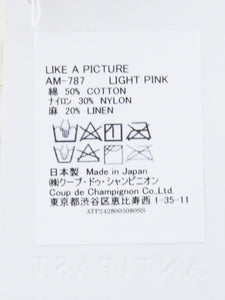 LIKE A PICTURE
AM-787 LIGHT PINK
綿 50% COTTON
ナイロン 30% NYLON
麻 20% LINEN
日本製 Made in Japan
㈱クープ・ドゥ・シャンピニオン
Coup de Champignon Co.,Ltd.
東京都渋谷区恵比寿西 1-35-11
ATP2428003080SS
ANTIPAST